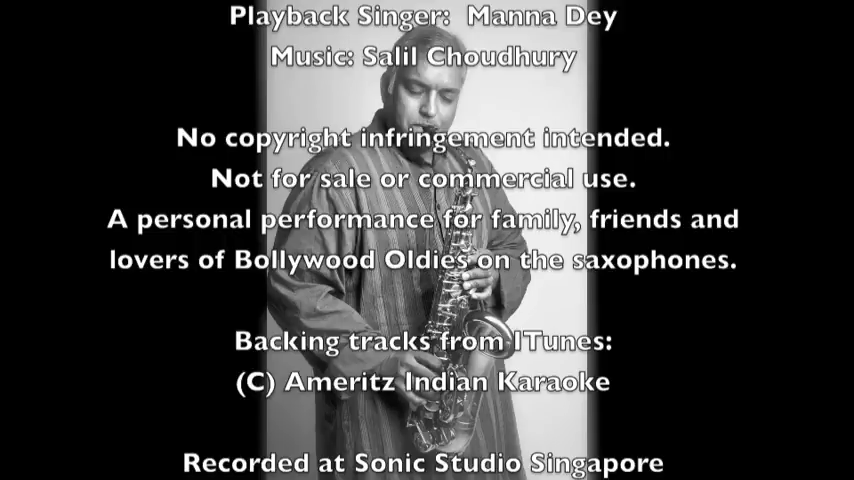 Playback Singer:  Manna Dey
Music: Salil Choudhury
No copyright infringement intended.
Not for sale or commercial use.
A personal performance for family, friends and
lovers of Bollywood Oldies on the saxophones.
Backing tracks from ITunes:
(C) Ameritz Indian Karaoke
Recorded at Sonic Studio Singapore